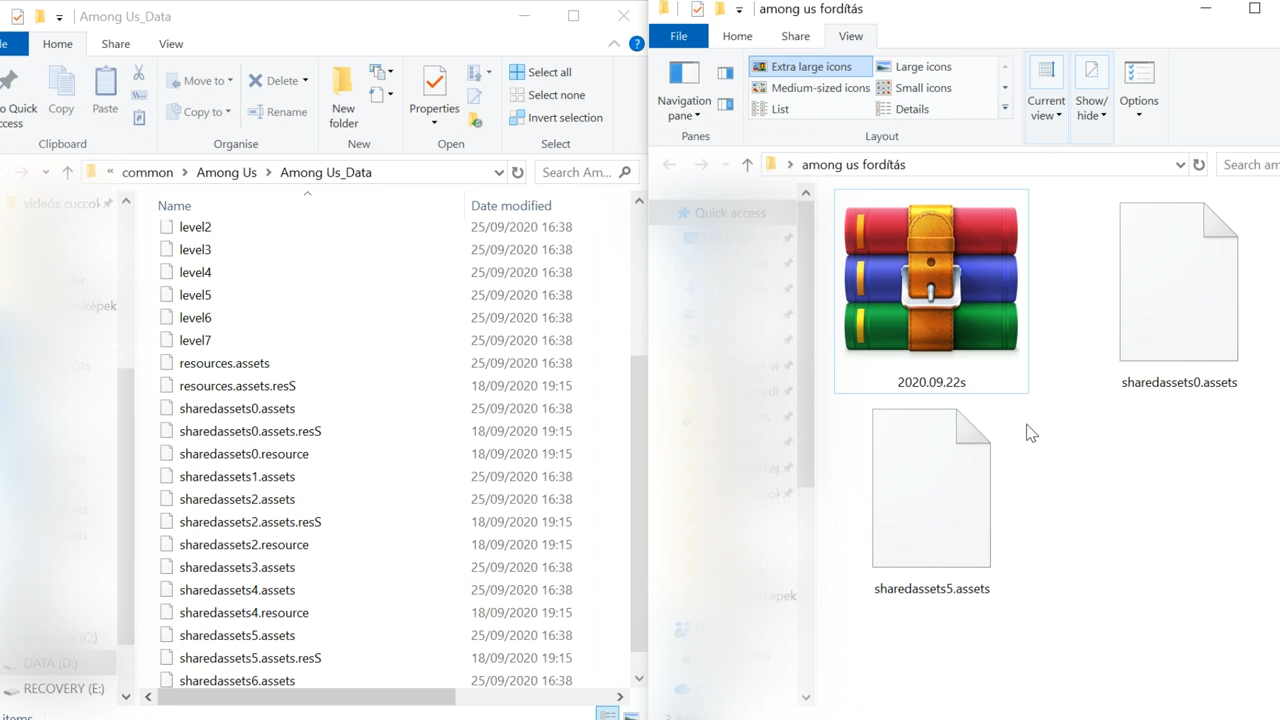 Among Us_Data
Home Share View
Copy Paste
Move to Copy to
Delete Rename
New folder
Properties
Select all
Select none
Invert selection
Clipboard Organise New Open Select
« common > Among Us > Among Us_Data
Search Am...
Name Date modified
level2 25/09/2020 16:38
level3 25/09/2020 16:38
level4 25/09/2020 16:38
level5 25/09/2020 16:38
level6 25/09/2020 16:38
level7 25/09/2020 16:38
resources.assets 25/09/2020 16:38
resources.assets.resS 18/09/2020 19:15
sharedassets0.assets 25/09/2020 16:38
sharedassets0.assets.resS 18/09/2020 19:15
sharedassets0.resource 18/09/2020 19:15
sharedassets1.assets 25/09/2020 16:38
sharedassets2.assets 25/09/2020 16:38
sharedassets2.assets.resS 18/09/2020 19:15
sharedassets2.resource 18/09/2020 19:15
sharedassets3.assets 25/09/2020 16:38
sharedassets4.assets 25/09/2020 16:38
sharedassets4.resource 18/09/2020 19:15
sharedassets5.assets 25/09/2020 16:38
sharedassets5.assets.resS 18/09/2020 19:15
sharedassets6.assets 25/09/2020 16:38
DATA (D:)
RECOVERY (E:)
among us fordítás
File Home Share View
Navigation pane
Panes
Extra large icons Large icons
Medium-sized icons Small icons
List Details
Layout
Current view
Show/hide
Options
among us fordítás
Search am
Quick access
2020.09.22s
sharedassets0.assets
sharedassets5.assets